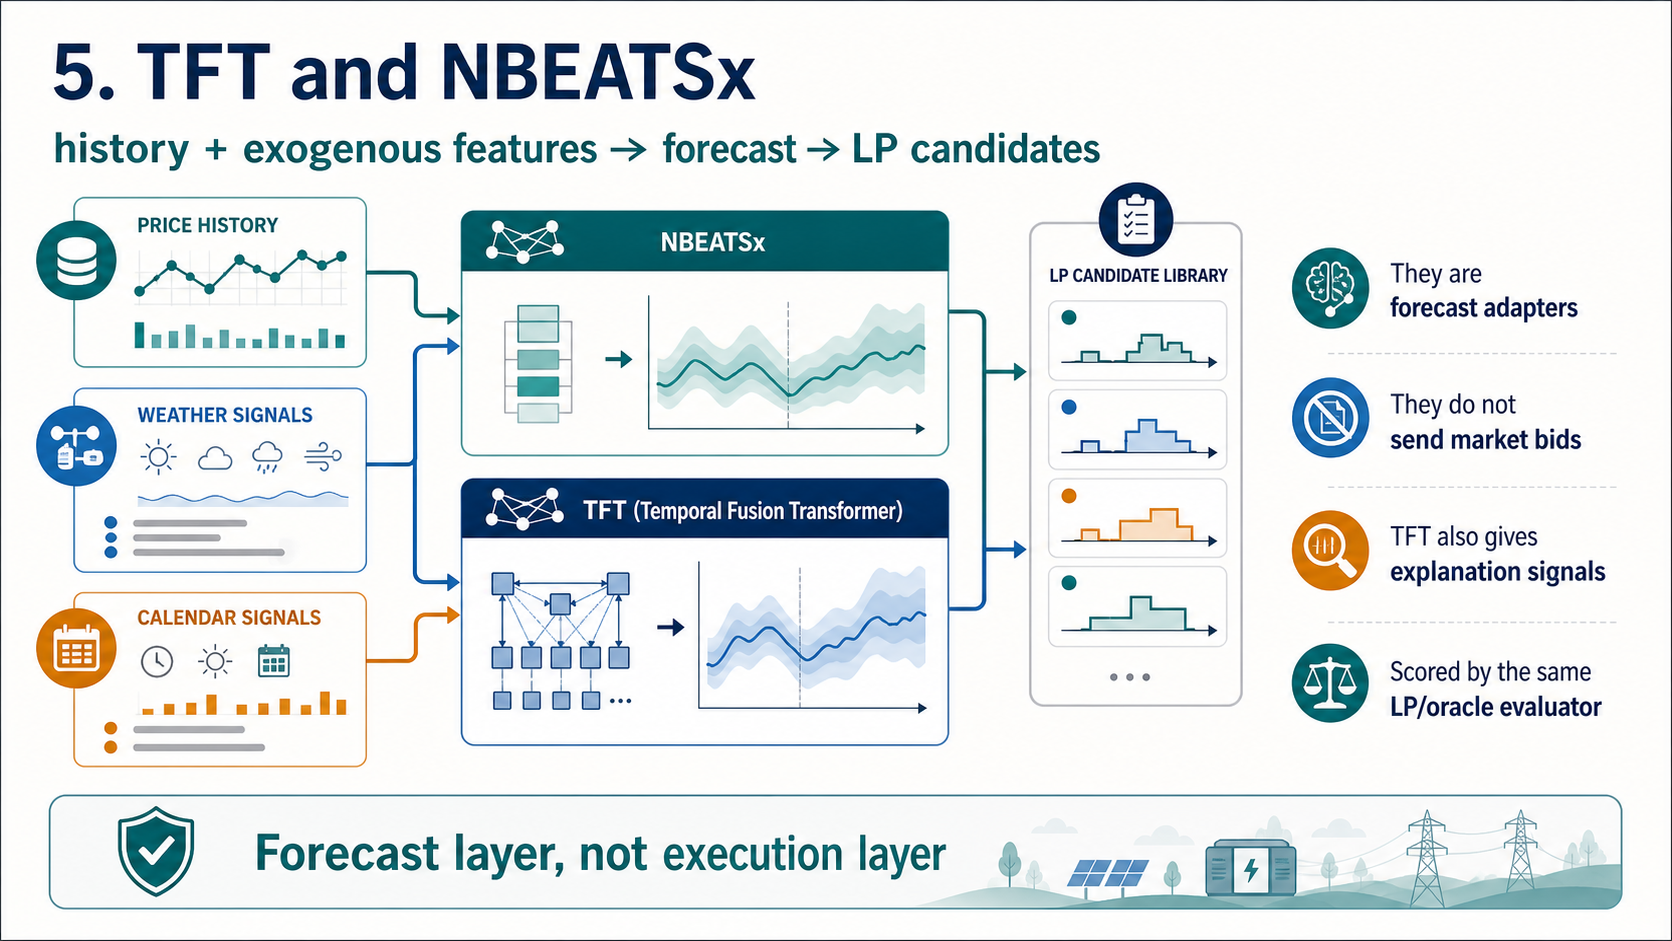 5. TFT and NBEATSx
history + exogenous features → forecast → LP candidates
PRICE HISTORY
WEATHER SIGNALS
CALENDAR SIGNALS
NBEATSx
TFT (Temporal Fusion Transformer)
LP CANDIDATE LIBRARY
They are
forecast adapters
They do not
send market bids
TFT also gives
explanation signals
Scored by the same
LP/oracle evaluator
Forecast layer, not execution layer